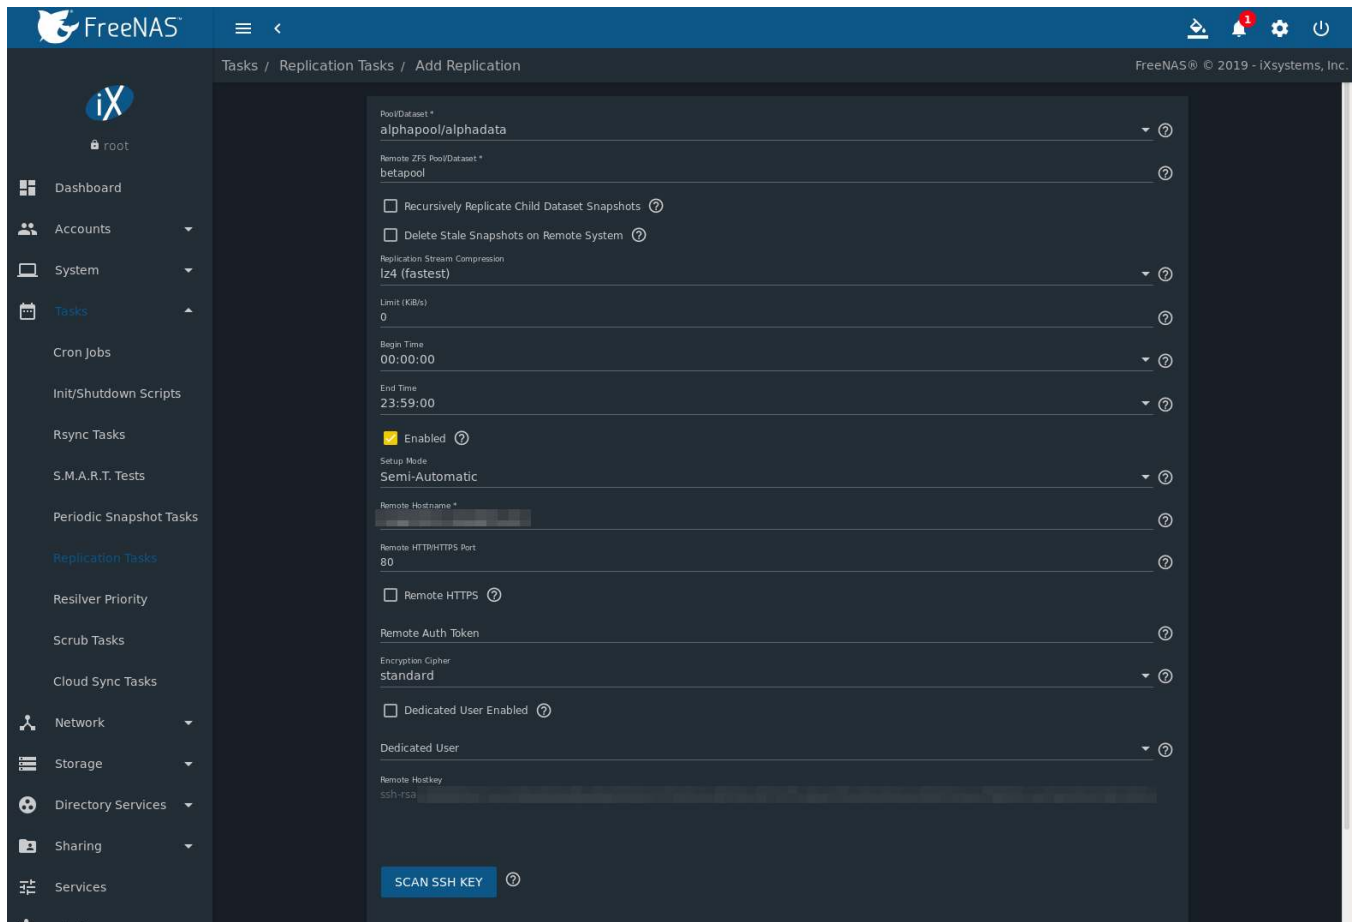 FreeNAS®
1
Tasks / Replication Tasks / Add Replication
FreeNAS® © 2019 - iXsystems, Inc.
iX
root
Dashboard
Accounts
System
Tasks
Cron Jobs
Init/Shutdown Scripts
Rsync Tasks
S.M.A.R.T. Tests
Periodic Snapshot Tasks
Replication Tasks
Resilver Priority
Scrub Tasks
Cloud Sync Tasks
Network
Storage
Directory Services
Sharing
Services
Pool/Dataset *
alphapool/alphadata
Remote ZFS Pool/Dataset *
betapool
Recursively Replicate Child Dataset Snapshots
Delete Stale Snapshots on Remote System
Replication Stream Compression
lz4 (fastest)
Limit (KiB/s)
0
Begin Time
00:00:00
End Time
23:59:00
Enabled
Setup Mode
Semi-Automatic
Remote Hostname *
Remote HTTP/HTTPS Port
80
Remote HTTPS
Remote Auth Token
Encryption Cipher
standard
Dedicated User Enabled
Dedicated User
Remote Hostkey
ssh-rsa
SCAN SSH KEY